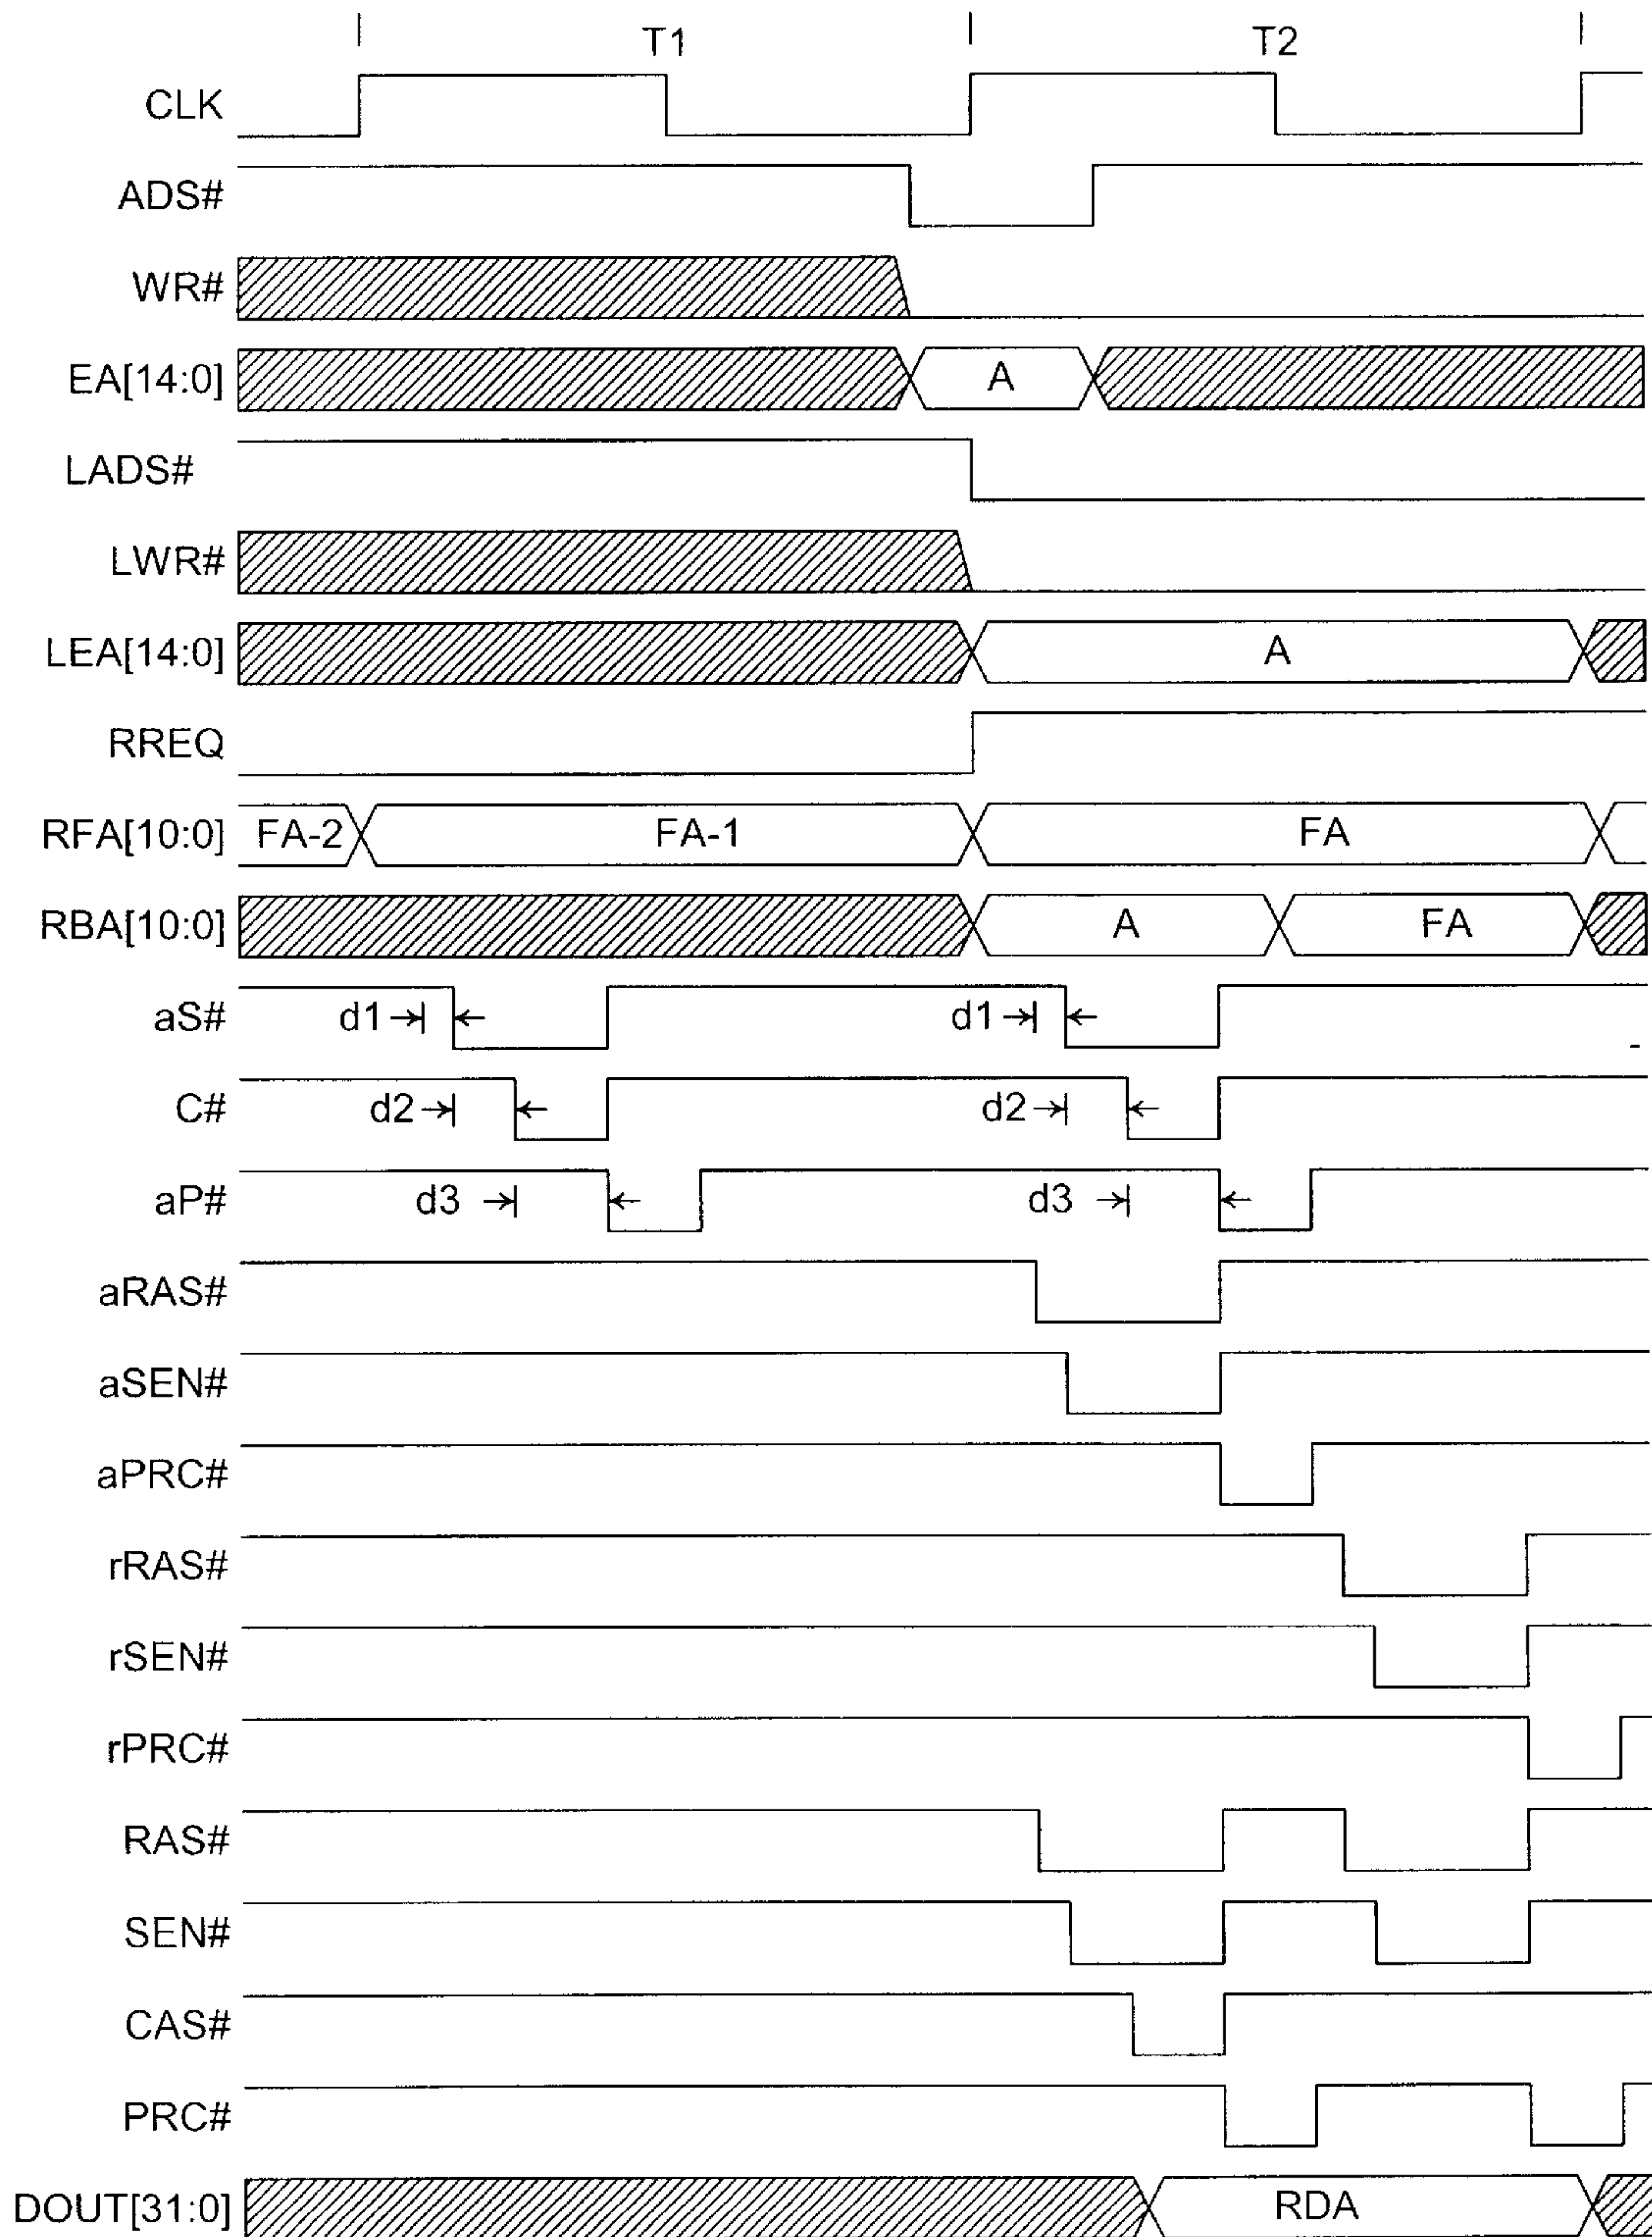 T1 T2
CLK
ADS#
WR#
EA[14:0] A
LADS#
LWR#
LEA[14:0] A
RREQ
RFA[10:0] FA-2 FA-1 FA
RBA[10:0] A FA
aS# d1 d1
C# d2 d2
aP# d3 d3
aRAS#
aSEN#
aPRC#
rRAS#
rSEN#
rPRC#
RAS#
SEN#
CAS#
PRC#
DOUT[31:0] RDA